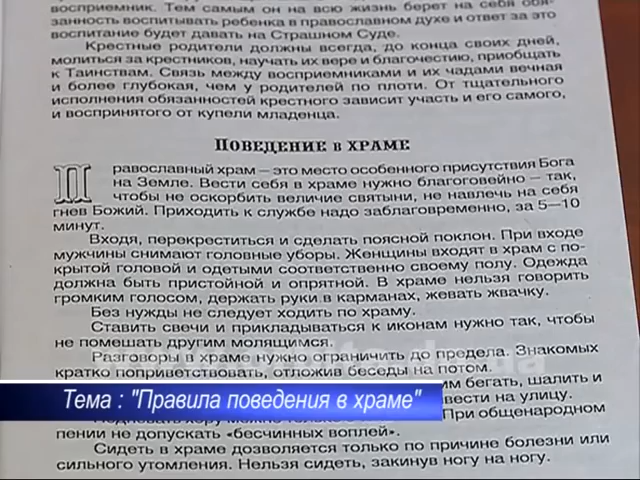 восприемник. Тем самым он на всю жизнь берет на себя обя-
занность воспитывать ребенка в православном духе и ответ за это
воспитание будет давать на Страшном Суде.
Крестные родители должны всегда, до конца своих дней,
молиться за крестников, научать их вере и благочестию, приобщать
к Таинствам. Связь между восприемниками и их чадами вечная
и более глубокая, чем у родителей по плоти. От тщательного
исполнения обязанностей крестного зависит участь и его самого,
и воспринятого от купели младенца.
ПОВЕДЕНИЕ В ХРАМЕ
Православный храм – это место особенного присутствия Бога
на Земле. Вести себя в храме нужно благоговейно – так,
чтобы не оскорбить величие святыни, не навлечь на себя
гнев Божий. Приходить к службе надо заблаговременно, за 5–10
минут.
Входя, перекреститься и сделать поясной поклон. При входе
мужчины снимают головные уборы. Женщины входят в храм с по-
крытой головой и одетыми соответственно своему полу. Одежда
должна быть пристойной и опрятной. В храме нельзя говорить
громким голосом, держать руки в карманах, жевать жвачку.
Без нужды не следует ходить по храму.
Ставить свечи и прикладываться к иконам нужно так, чтобы
не помешать другим молящимся.
Разговоры в храме нужно ограничить до предела. Знакомых
кратко поприветствовать, отложив беседы на потом.
им бегать, шалить и
Тема : "Правила поведения в храме"
вести на улицу.
При общенародном
пении не допускать «бесчинных воплей».
Сидеть в храме дозволяется только по причине болезни или
сильного утомления. Нельзя сидеть, закинув ногу на ногу.